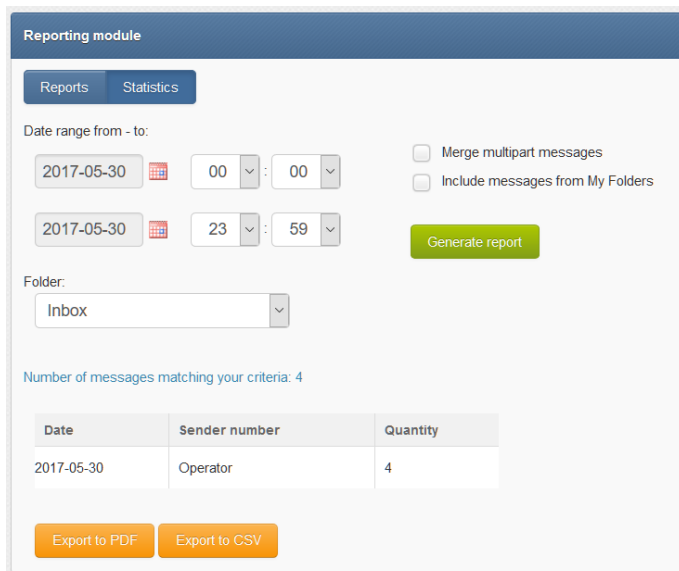 Reporting module
Reports Statistics
Date range from - to:
2017-05-30 00 : 00
Merge multipart messages
Include messages from My Folders
2017-05-30 23 : 59
Generate report
Folder:
Inbox
Number of messages matching your criteria: 4
Date Sender number Quantity
2017-05-30 Operator 4
Export to PDF Export to CSV